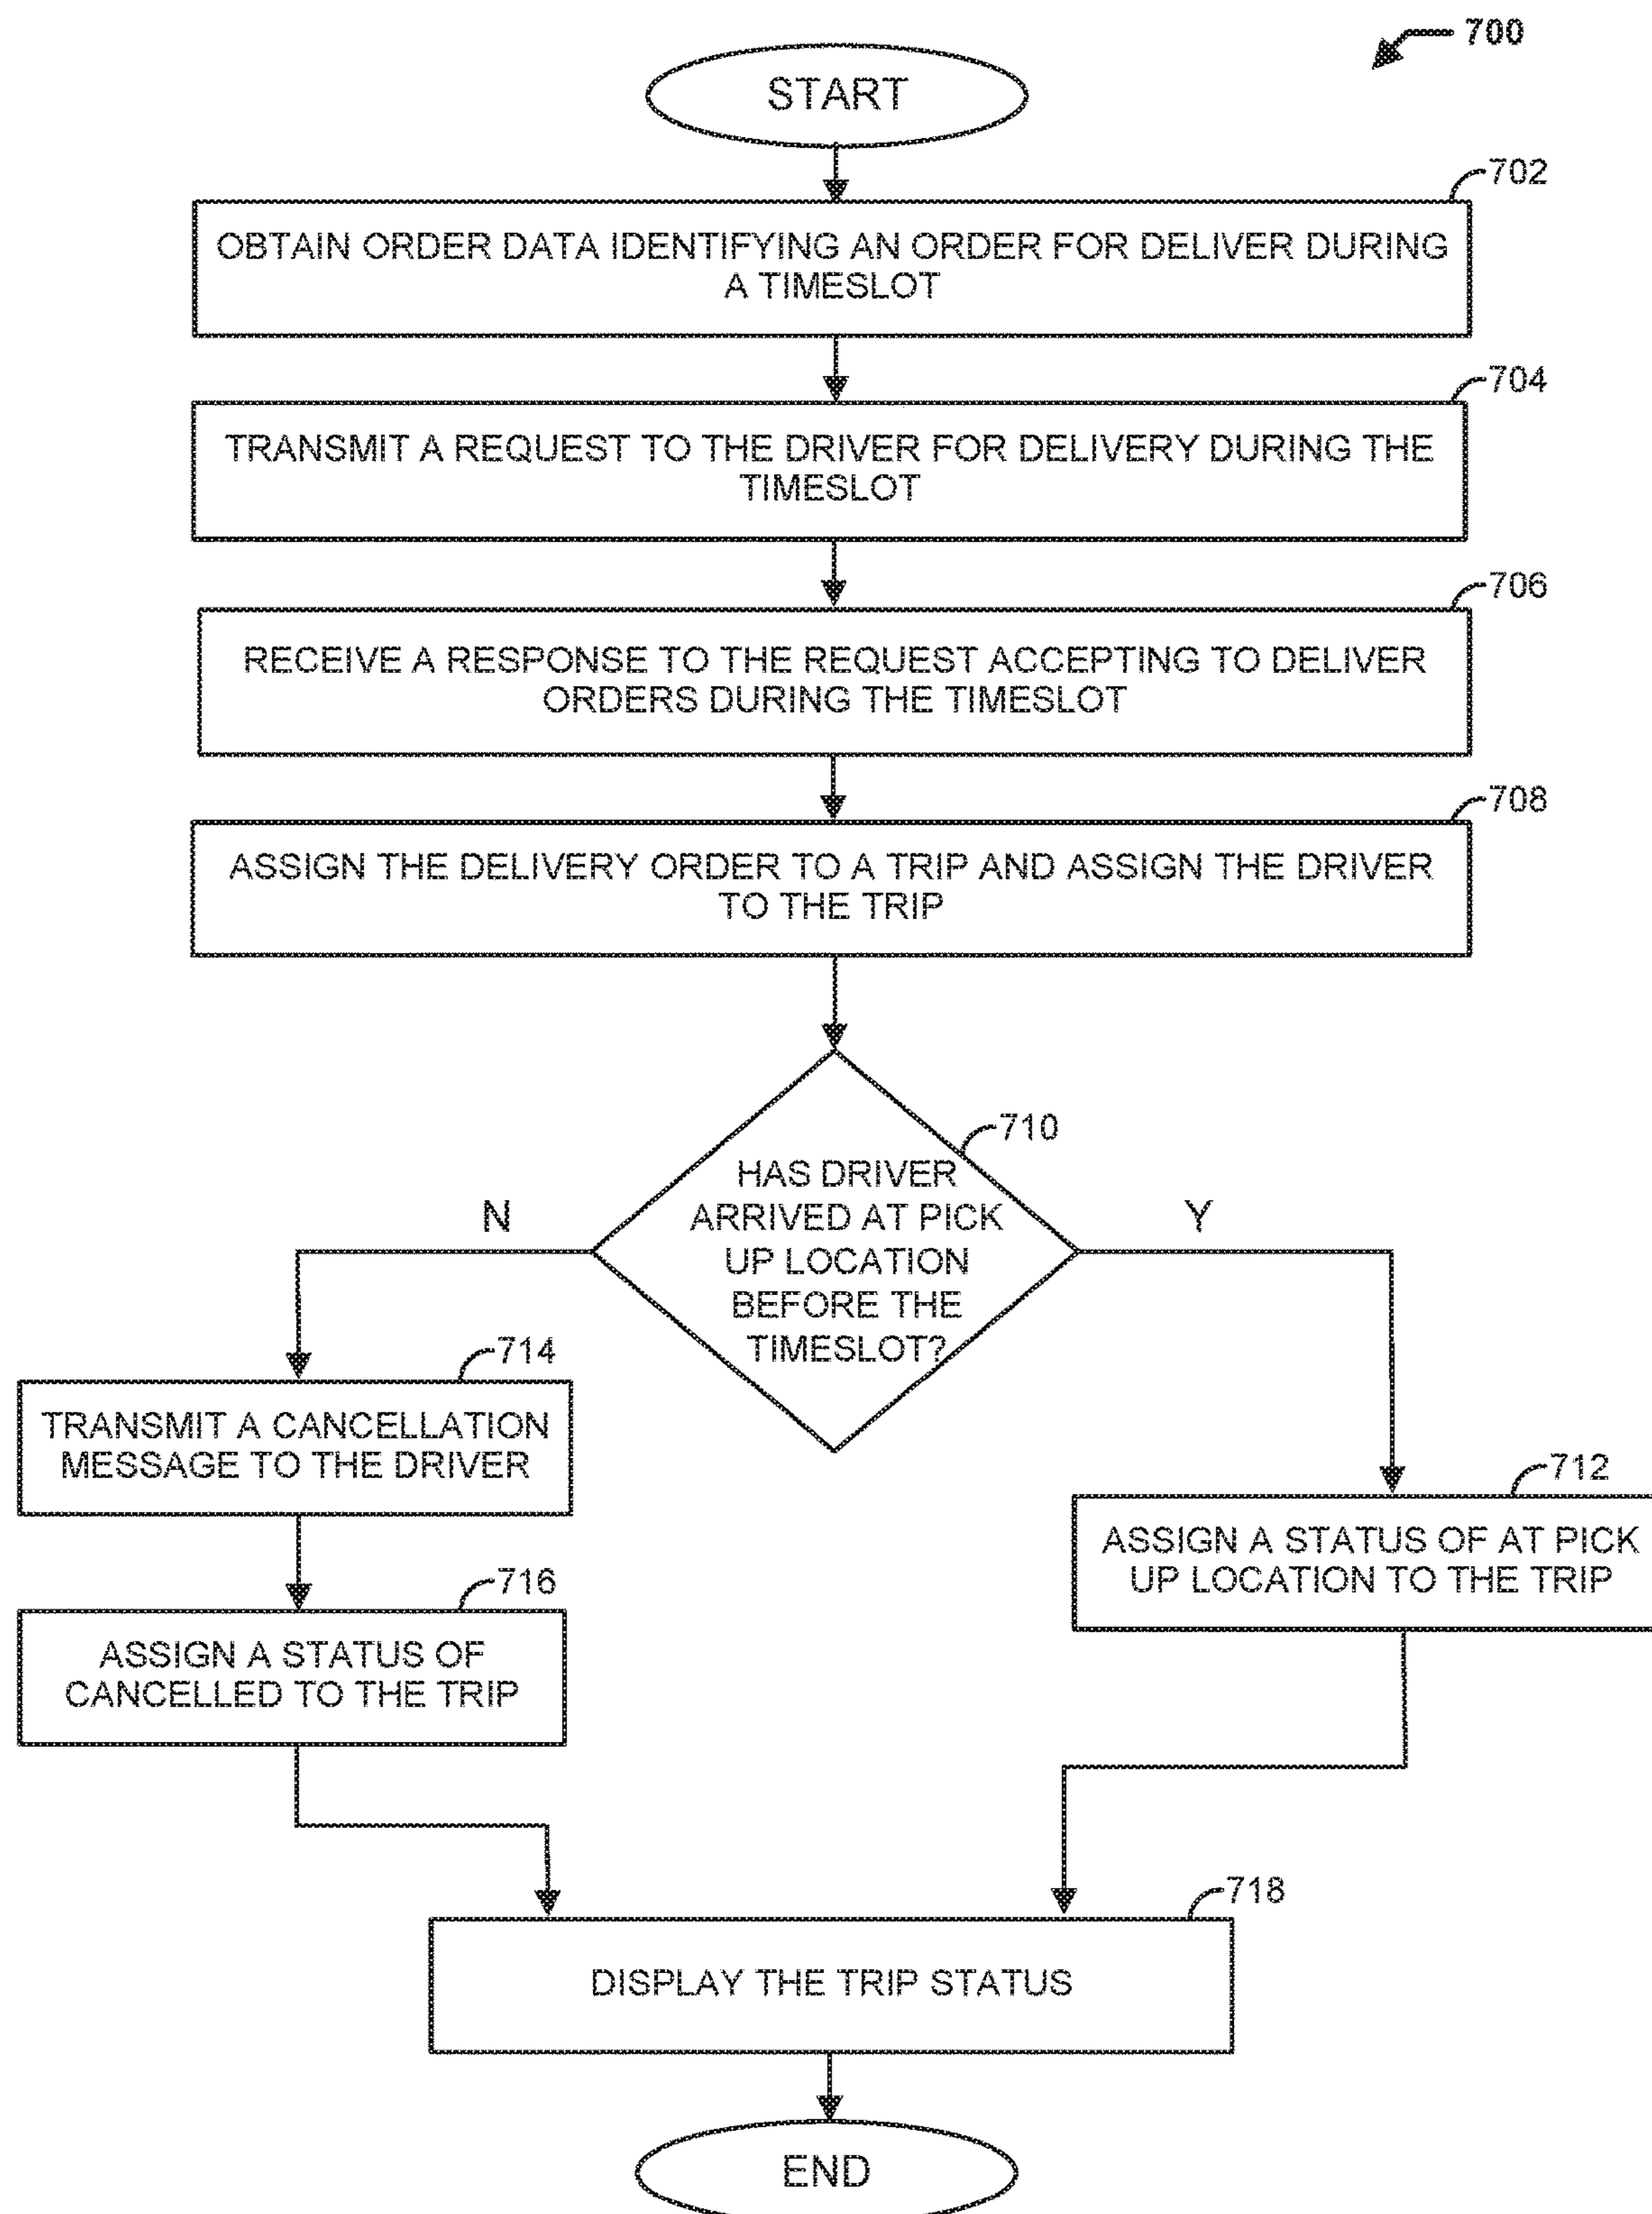 700
START
702
OBTAIN ORDER DATA IDENTIFYING AN ORDER FOR DELIVER DURING
A TIMESLOT
704
TRANSMIT A REQUEST TO THE DRIVER FOR DELIVERY DURING THE
TIMESLOT
706
RECEIVE A RESPONSE TO THE REQUEST ACCEPTING TO DELIVER
ORDERS DURING THE TIMESLOT
708
ASSIGN THE DELIVERY ORDER TO A TRIP AND ASSIGN THE DRIVER
TO THE TRIP
710
HAS DRIVER
ARRIVED AT PICK
UP LOCATION
BEFORE THE
TIMESLOT?
N
Y
714
TRANSMIT A CANCELLATION
MESSAGE TO THE DRIVER
712
ASSIGN A STATUS OF AT PICK
UP LOCATION TO THE TRIP
716
ASSIGN A STATUS OF
CANCELLED TO THE TRIP
718
DISPLAY THE TRIP STATUS
END